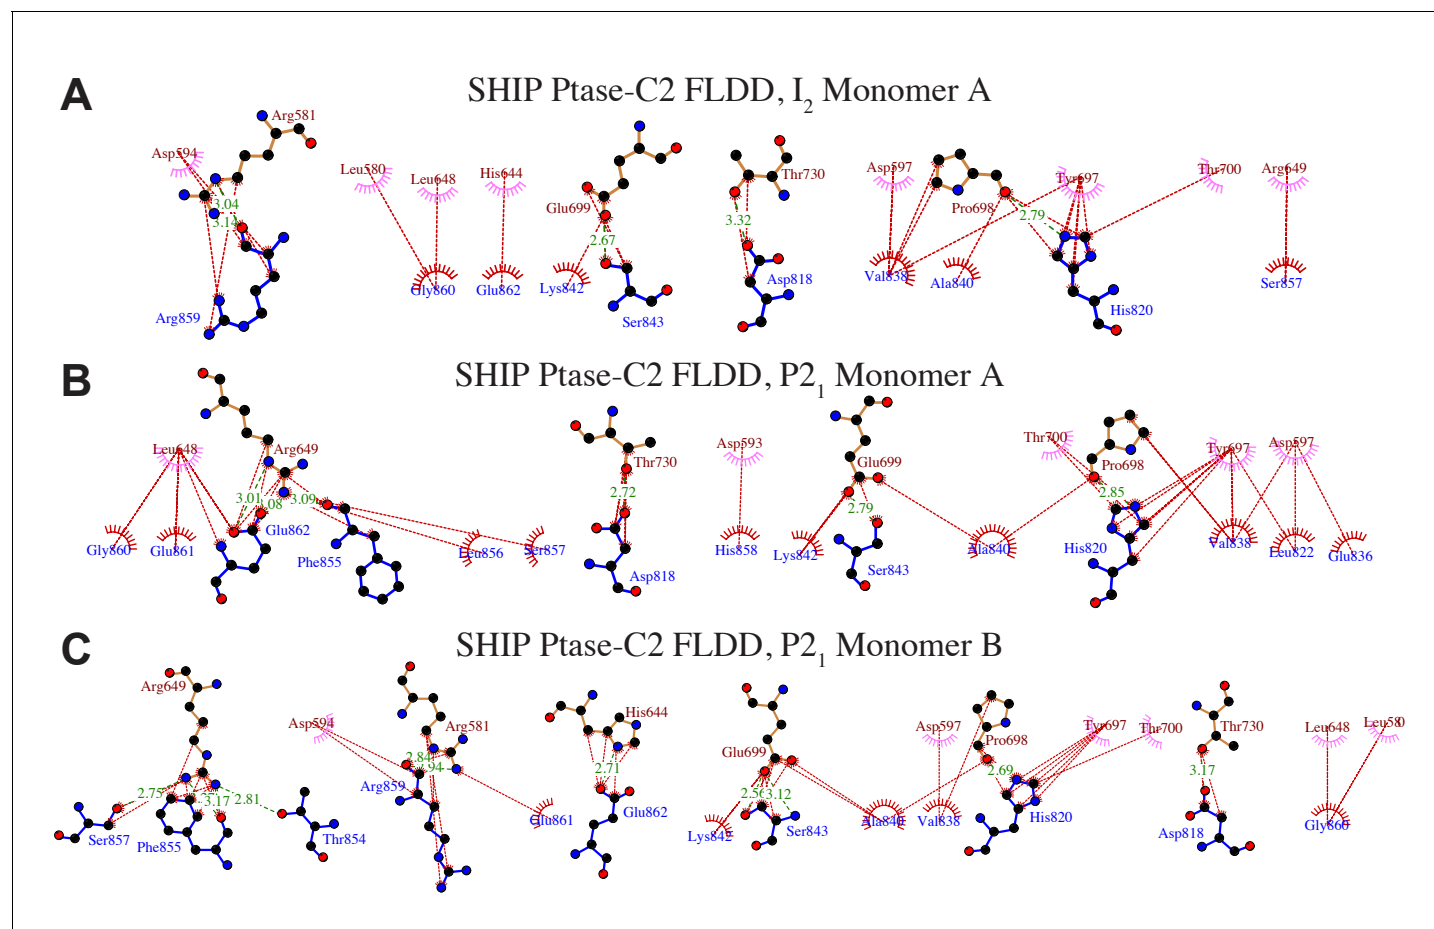 A
SHIP Ptase-C2 FLDD, I2 Monomer A
Arg581
Asp594
Leu580
Leu648
His644
Glu699
Thr730
Asp597
Pro698
Tyr697
Thr700
Arg649
3.04
3.14
2.67
3.32
2.79
Arg859
Gly860
Glu862
Lys842
Ser843
Asp818
Val838
Ala840
His820
Ser857
B
SHIP Ptase-C2 FLDD, P21 Monomer A
Leu648
Arg649
Thr730
Asp593
Glu699
Thr700
Pro698
Tyr697
Asp597
3.01
3.09
2.72
2.79
2.85
Gly860
Glu861
Glu862
Phe855
Leu856
Ser857
Asp818
His858
Lys842
Ser843
Ala840
His820
Val838
Leu822
Glu836
C
SHIP Ptase-C2 FLDD, P21 Monomer B
Arg649
Asp594
Arg581
His644
Glu699
Asp597
Pro698
Tyr697
Thr700
Thr730
Leu648
Leu580
2.75
3.17
2.81
2.84
2.71
3.12
2.69
3.17
Ser857
Phe855
Thr854
Arg859
Glu861
Glu862
Lys842
Ser843
Ala840
Val838
His820
Asp818
Gly860